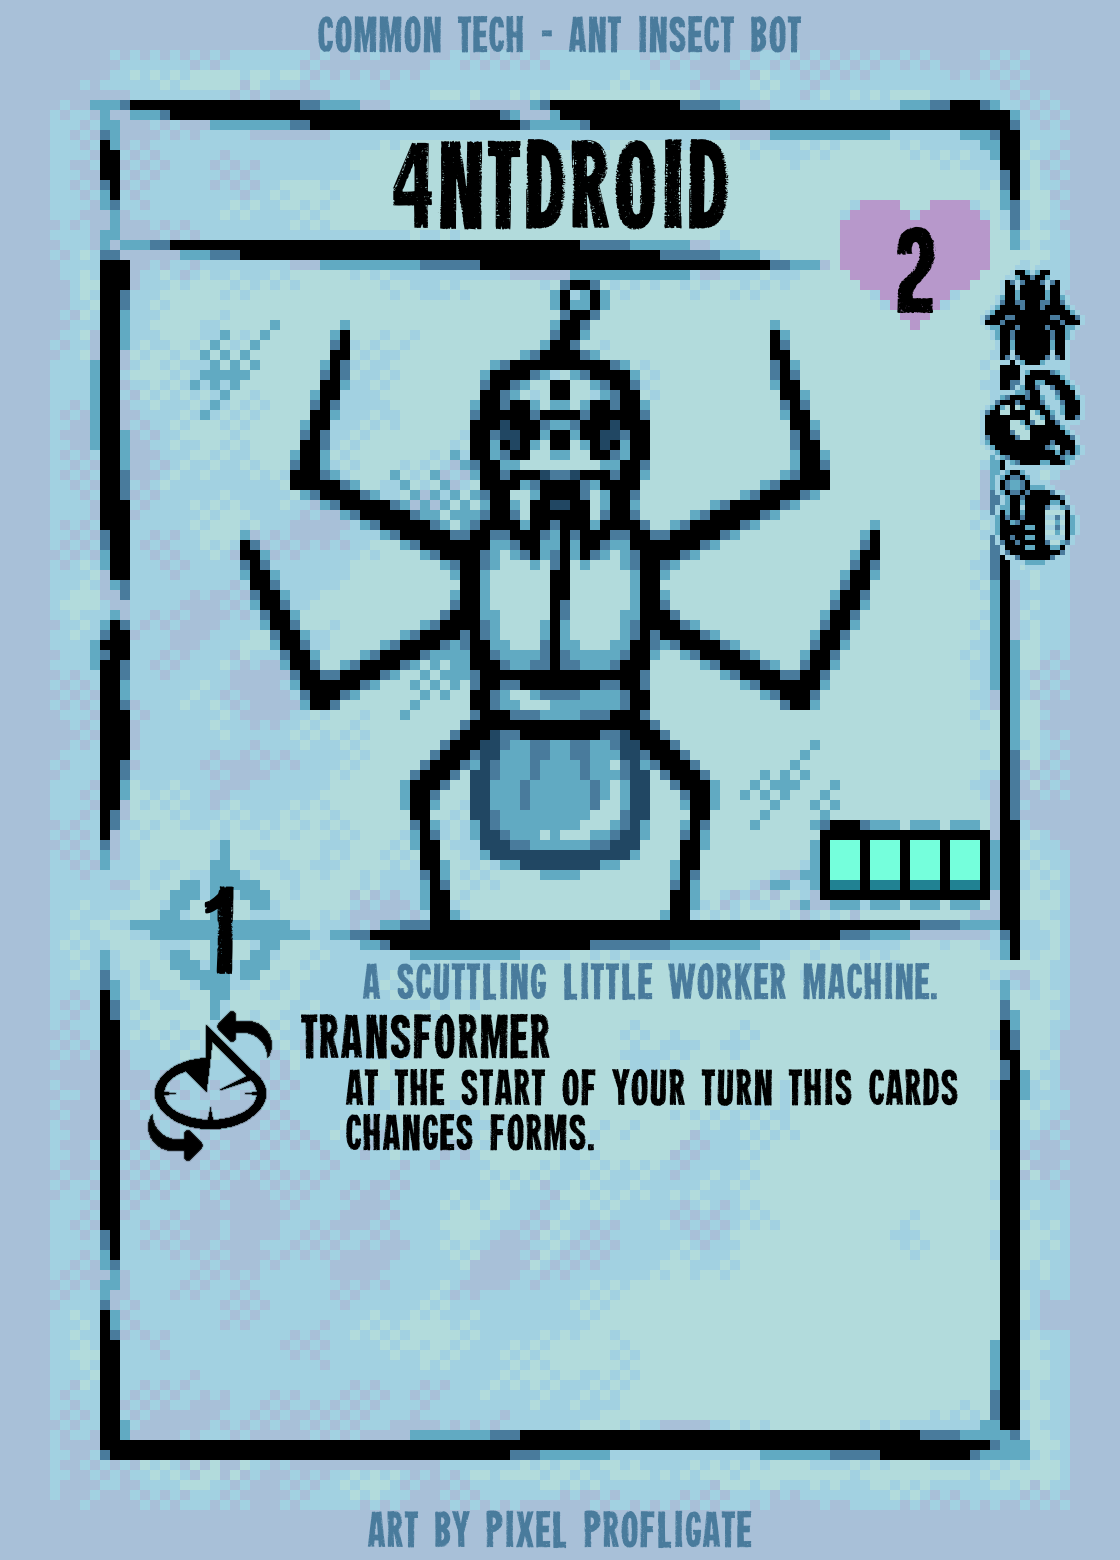 COMMON TECH - ANT INSECT BOT
4NTDROID
2
1
A SCUTTLING LITTLE WORKER MACHINE.
TRANSFORMER
AT THE START OF YOUR TURN THIS CARDS
CHANGES FORMS.
ART BY PIXEL PROFLIGATE